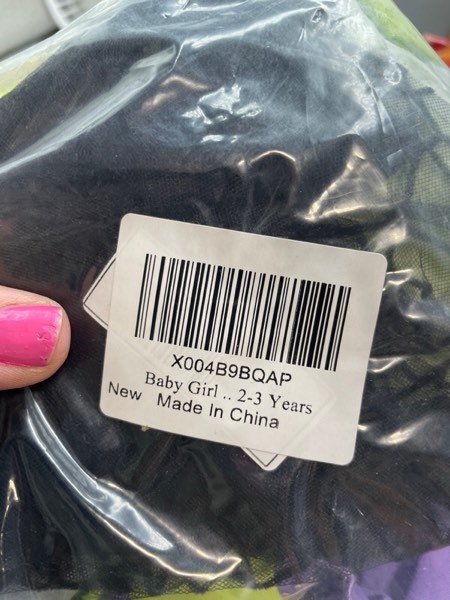 X004B9BQAP
Baby Girl .. 2-3 Years
New Made In China